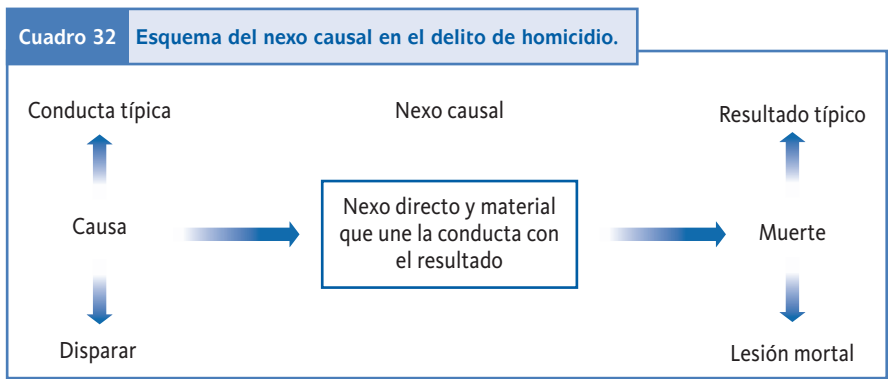 Cuadro 32 Esquema del nexo causal en el delito de homicidio.
Conducta típica
Nexo causal
Resultado típico
Causa
Nexo directo y material
que une la conducta con
el resultado
Muerte
Disparar
Lesión mortal